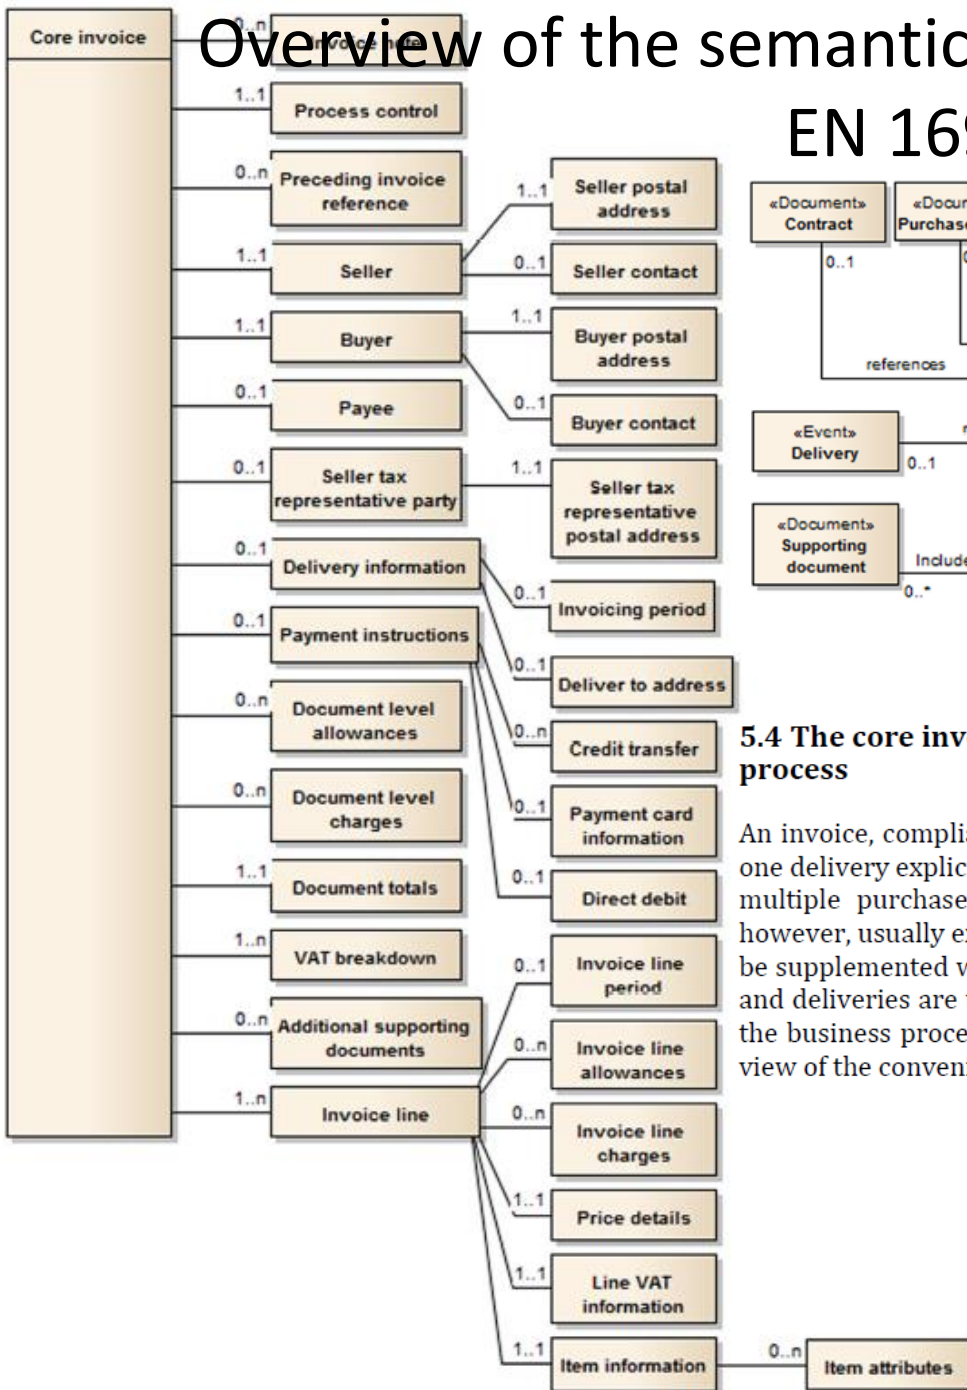 Overview of the semantic
EN 169
Core invoice
0..n
Invoice note
1..1
Process control
0..n
Preceding invoice
reference
1..1
Seller
1..1
Seller postal
address
0..1
Seller contact
1..1
Buyer
1..1
Buyer postal
address
0..1
Buyer contact
0..1
Payee
0..1
Seller tax
representative party
1..1
Seller tax
representative
postal address
0..1
Delivery information
0..1
Invoicing period
0..1
Deliver to address
0..1
Payment instructions
0..n
Credit transfer
0..1
Payment card
information
0..1
Direct debit
0..n
Document level
allowances
0..n
Document level
charges
1..1
Document totals
1..n
VAT breakdown
0..n
Additional supporting
documents
1..n
Invoice line
0..1
Invoice line
period
0..n
Invoice line
allowances
0..n
Invoice line
charges
1..1
Price details
1..1
Line VAT
information
1..1
Item information
0..n
Item attributes
«Document»
Contract
0..1
«Docu
Purchas
references
«Event»
Delivery
0..1
«Document»
Supporting
document
Include
0..*
5.4 The core inv
process
An invoice, complia
one delivery explic
multiple purchase
however, usually e
be supplemented w
and deliveries are
the business proce
view of the conveni